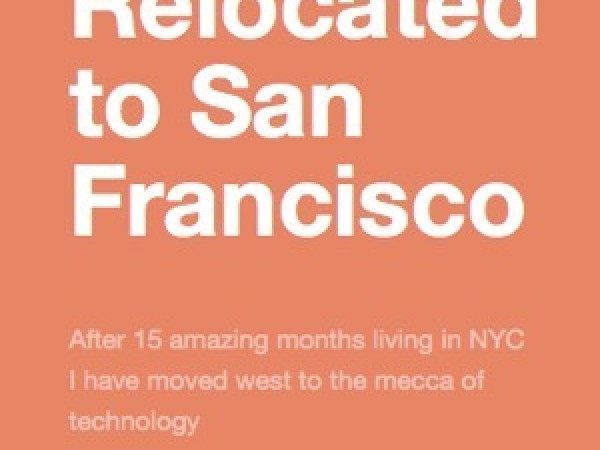 Relocated
to San
Francisco
After 15 amazing months living in NYC
I have moved west to the mecca of
technology